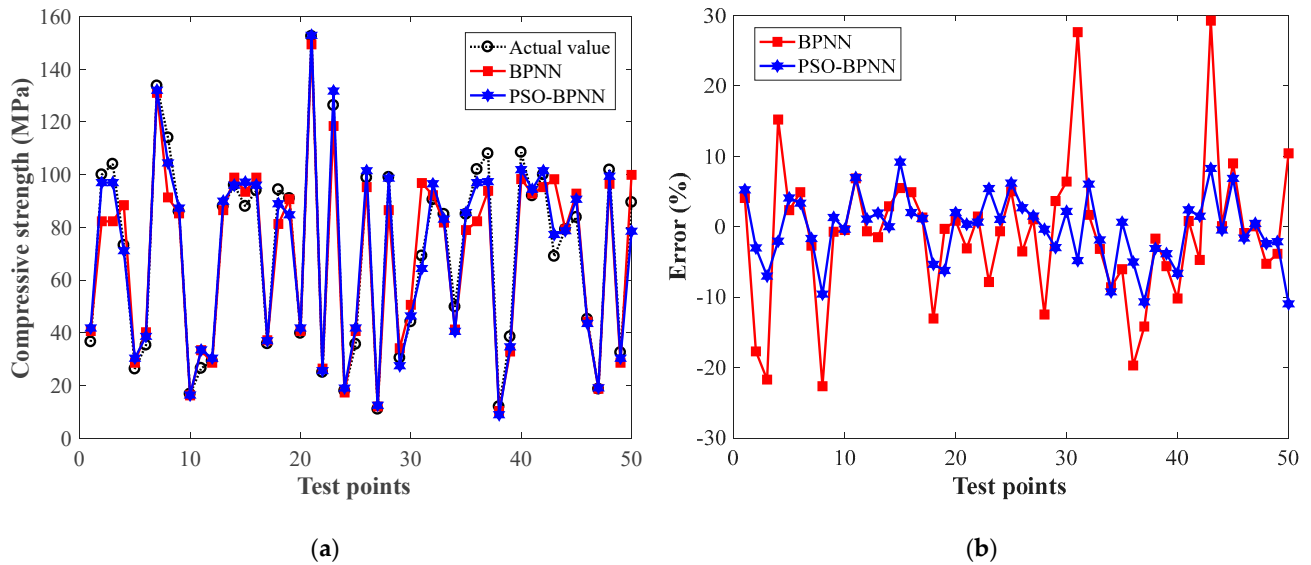 160
140
120
100
80
60
40
20
0
Compressive strength (MPa)
0
10
20
30
40
50
Test points
Actual value
BPNN
PSO-BPNN
(a)
30
20
10
0
-10
-20
-30
Error (%)
0
10
20
30
40
50
Test points
BPNN
PSO-BPNN
(b)